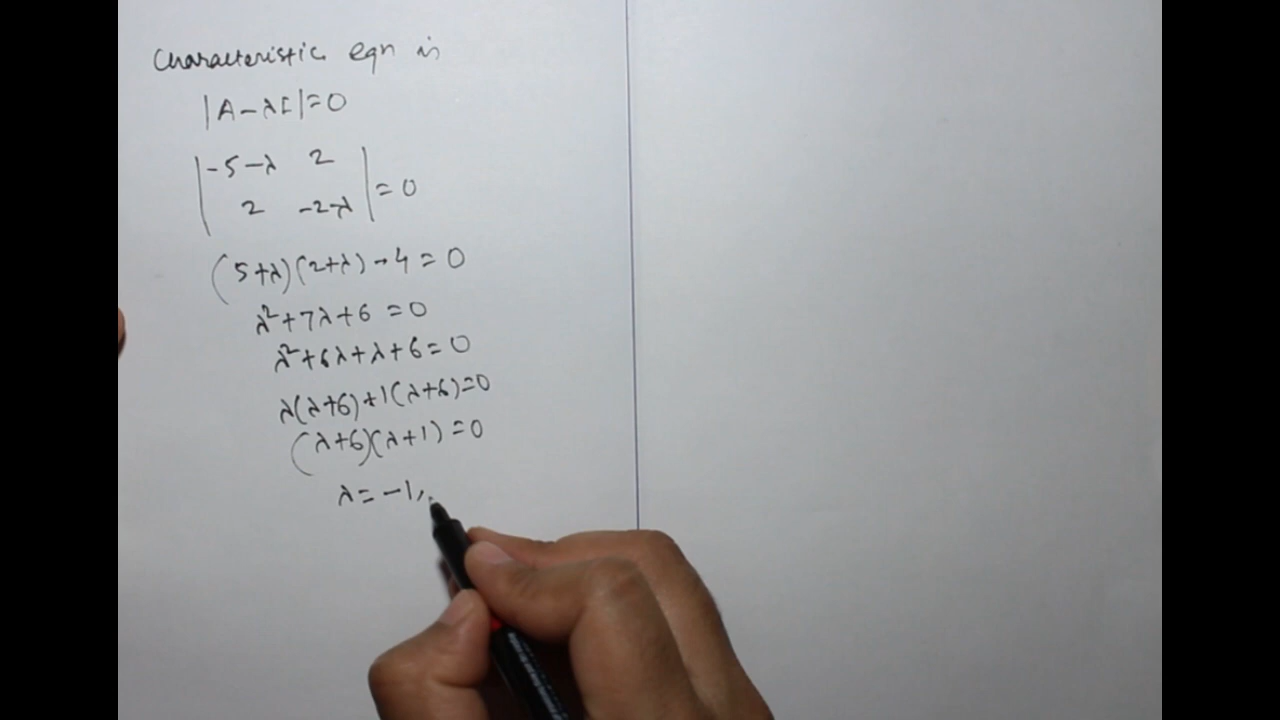 Characteristic eqn is
|A-λI|=0
|-5-λ 2|
|2 -2-λ| = 0
(5+λ)(2+λ)-4=0
λ²+7λ+6=0
λ²+6λ+λ+6=0
λ(λ+6)+1(λ+6)=0
(λ+6)(λ+1)=0
λ=-1,